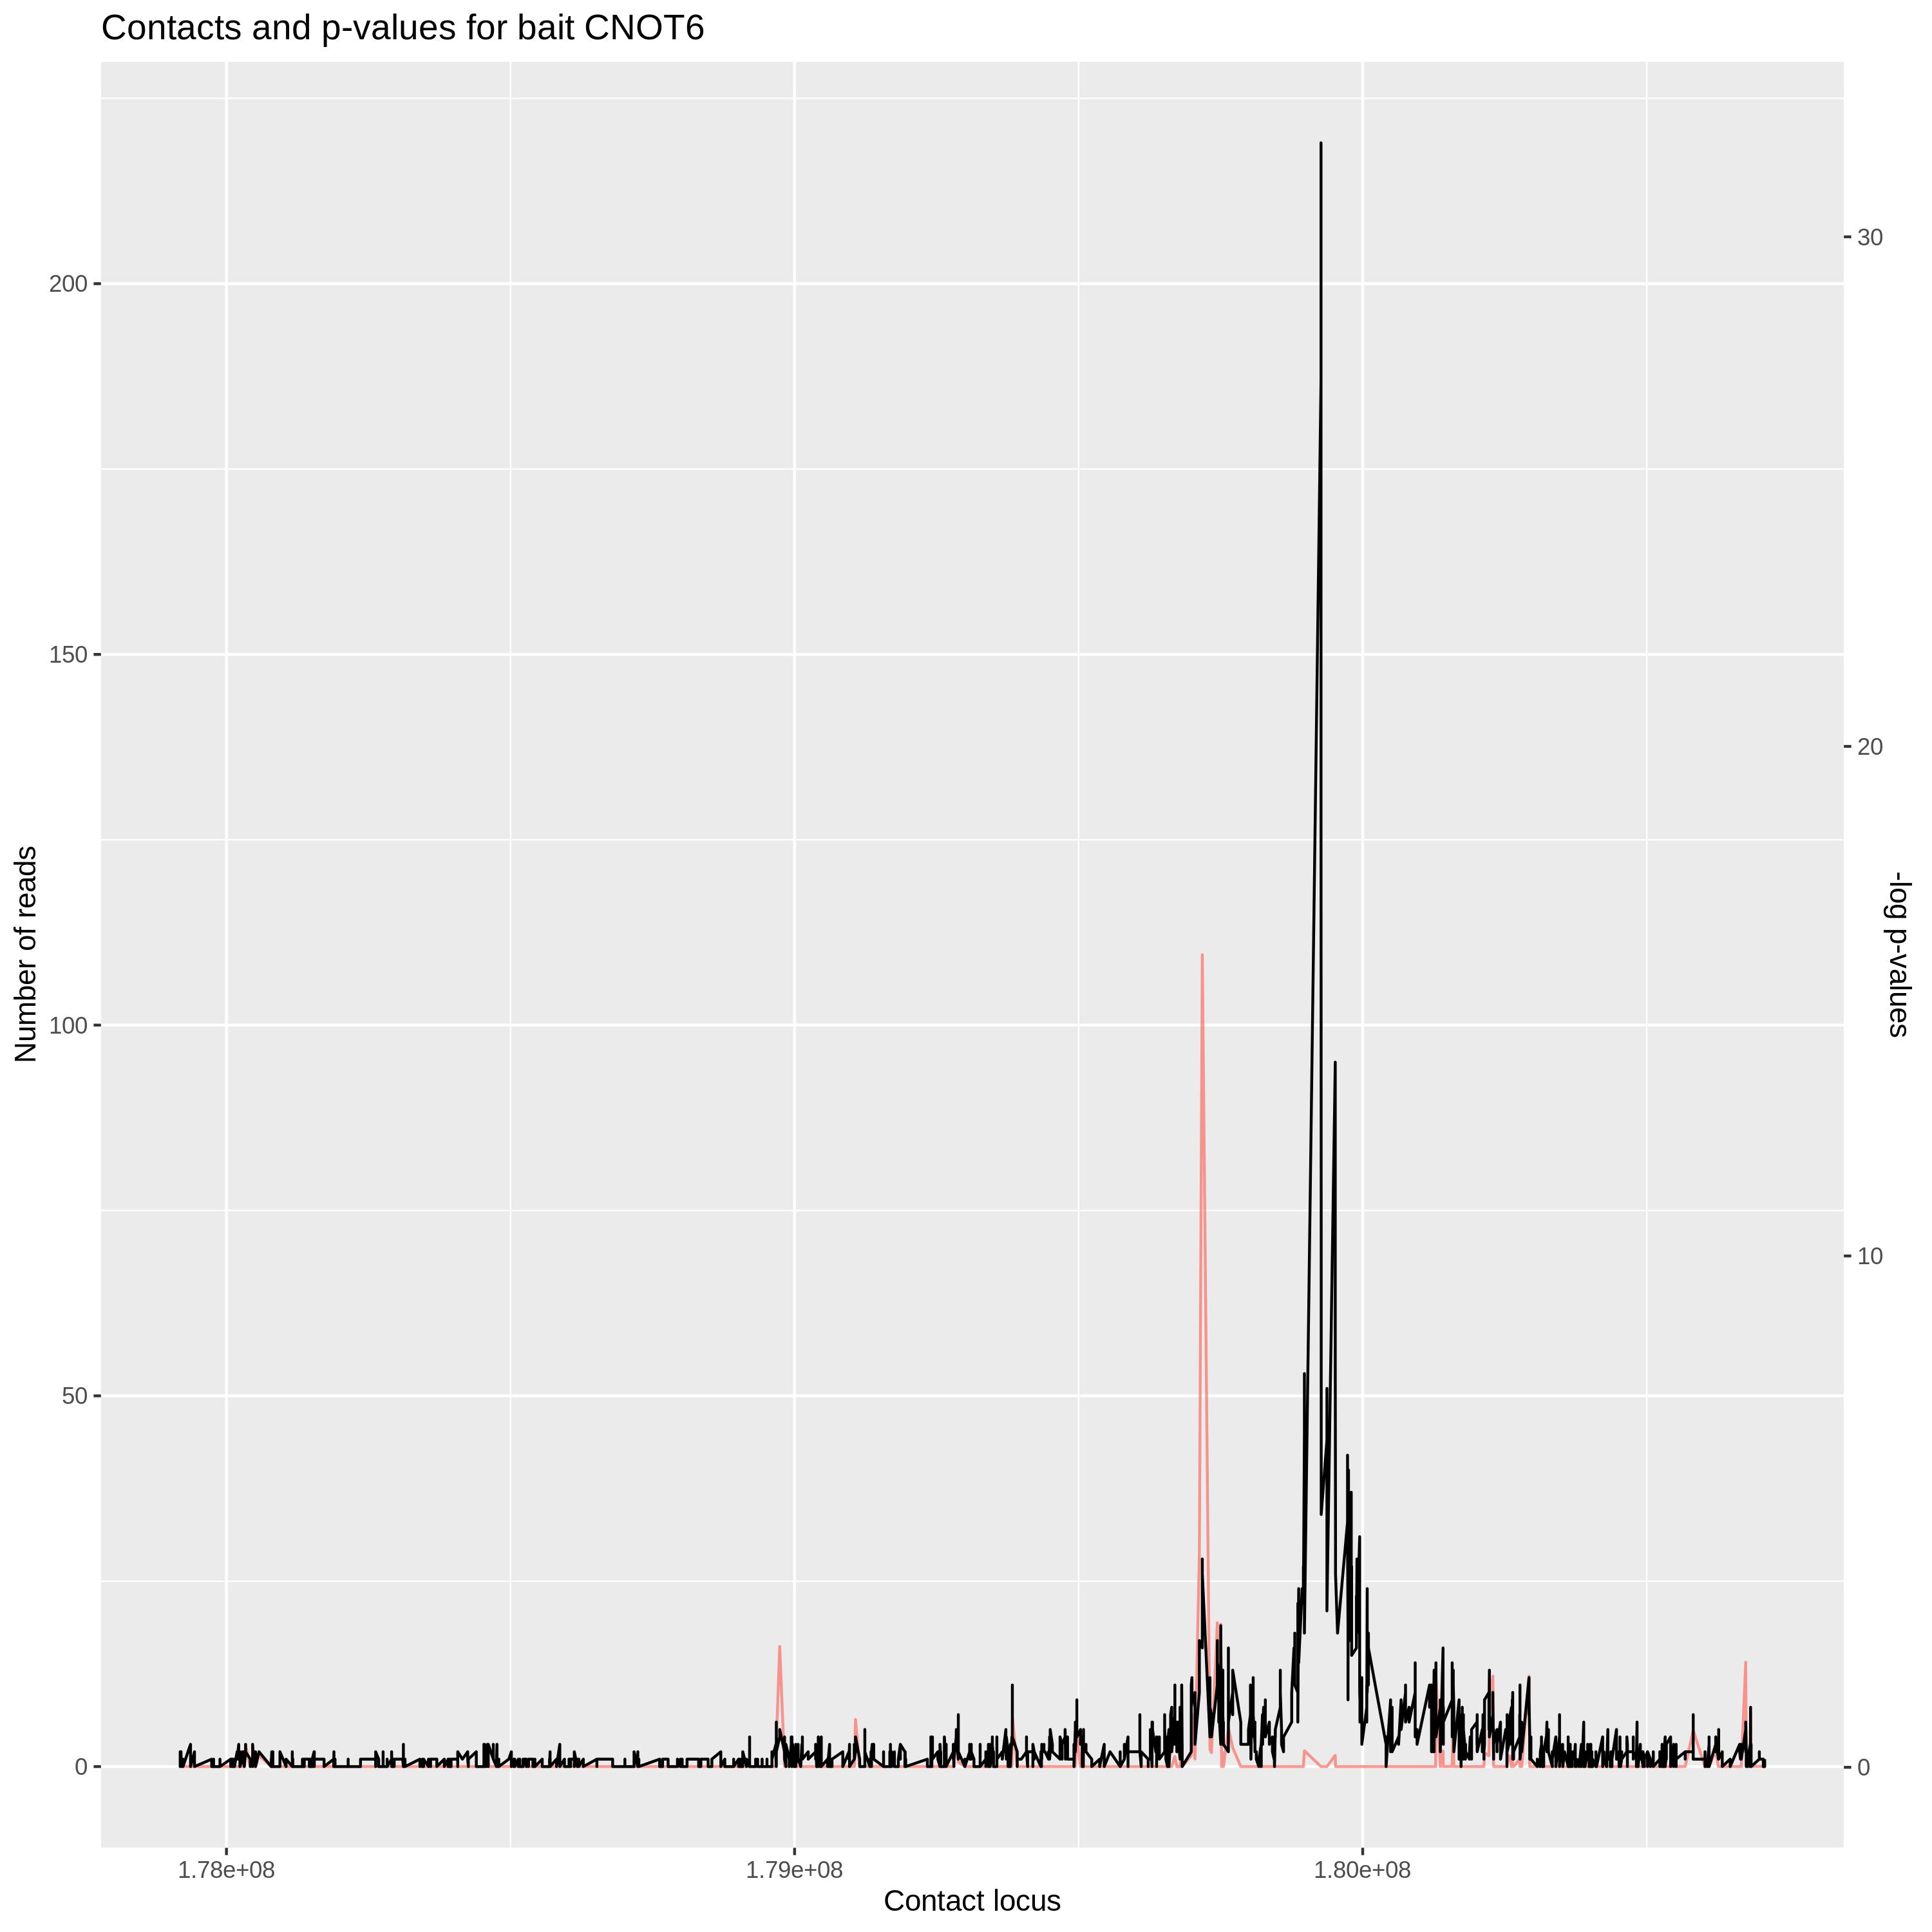 Contacts and p-values for bait CNOT6
200
150
100
50
0
30
20
10
0
Number of reads
-log p-values
1.78e+08
1.79e+08
1.80e+08
Contact locus